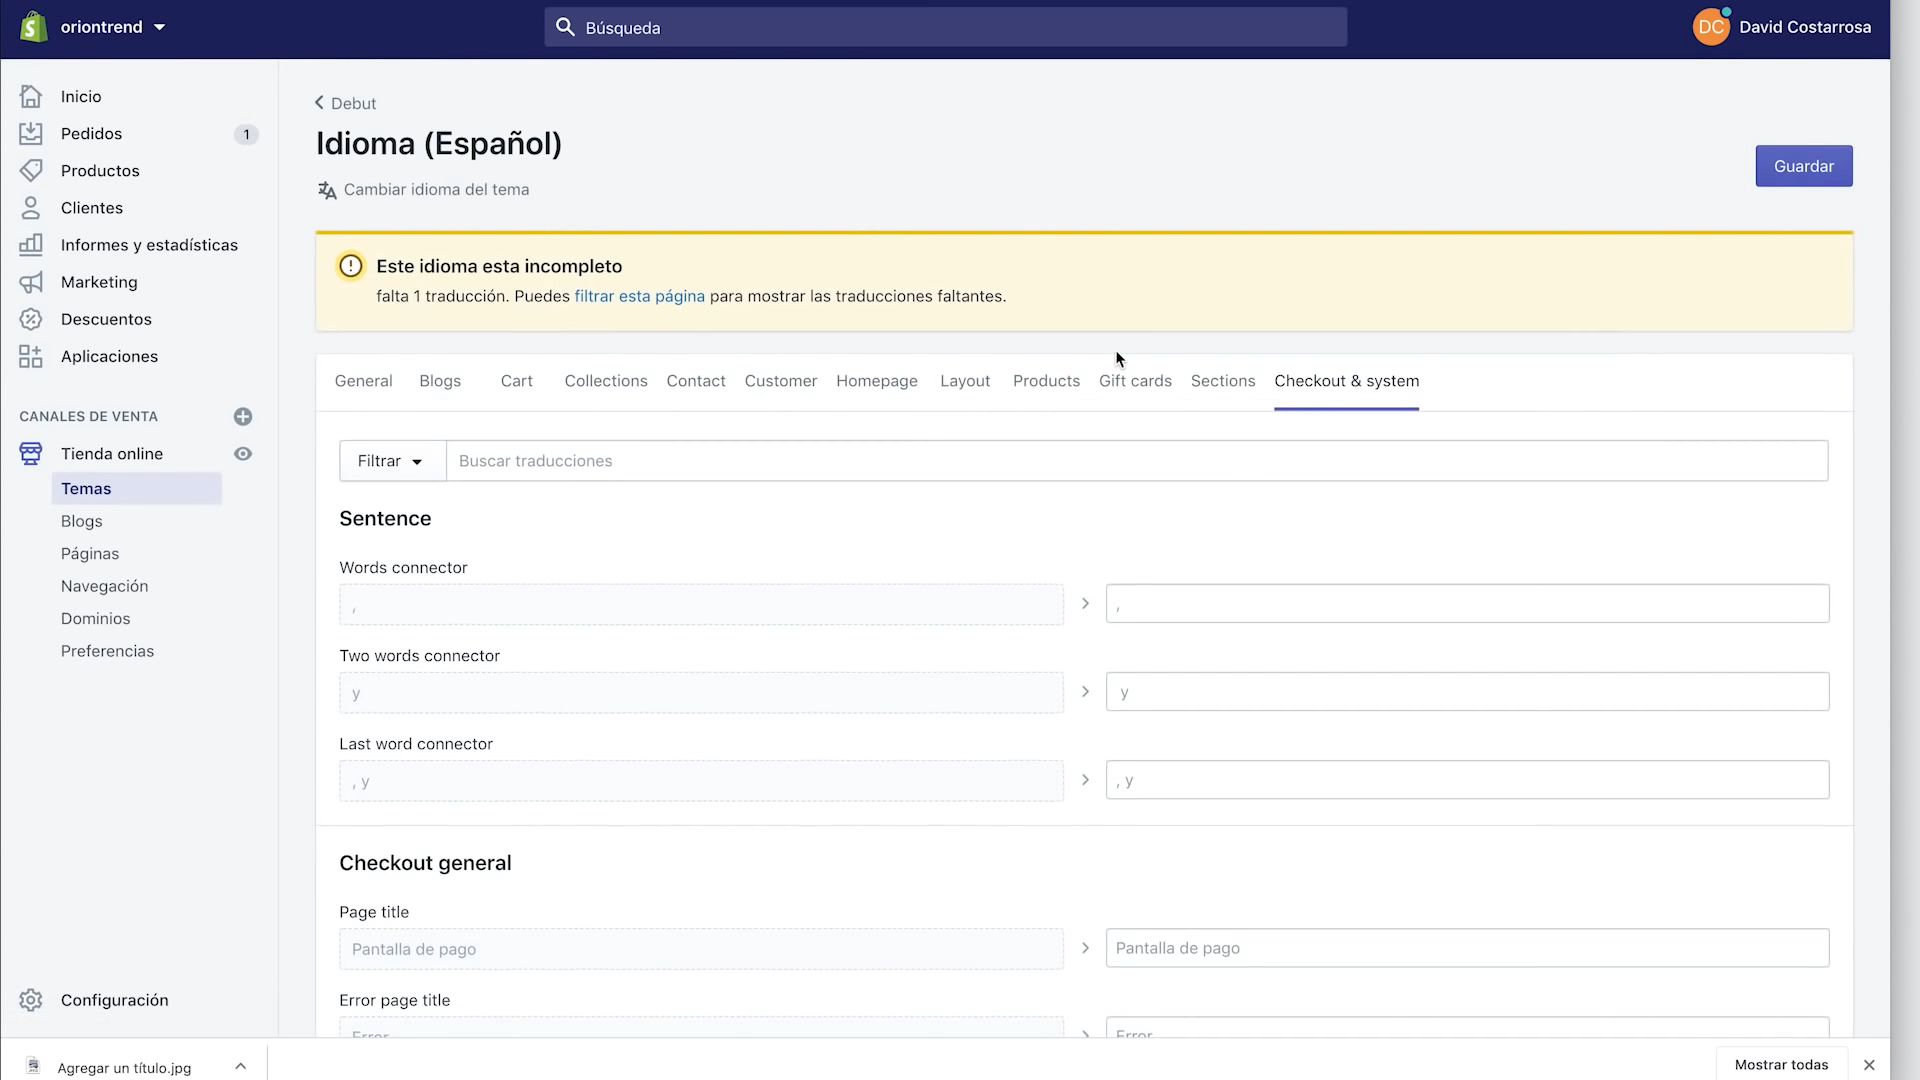 oriontrend
Búsqueda
DC
David Costarrosa
Inicio
Pedidos
1
Productos
Clientes
Informes y estadísticas
Marketing
Descuentos
Aplicaciones
CANALES DE VENTA
Tienda online
Temas
Blogs
Páginas
Navegación
Dominios
Preferencias
Configuración
Debut
Idioma (Español)
Cambiar idioma del tema
Guardar
Este idioma esta incompleto
falta 1 traducción. Puedes filtrar esta página para mostrar las traducciones faltantes.
General Blogs Cart Collections Contact Customer Homepage Layout Products Gift cards Sections Checkout & system
Filtrar
Buscar traducciones
Sentence
Words connector
, ,
Two words connector
y y
Last word connector
, y , y
Checkout general
Page title
Pantalla de pago Pantalla de pago
Error page title
Error Error
Agregar un título.jpg
Mostrar todas